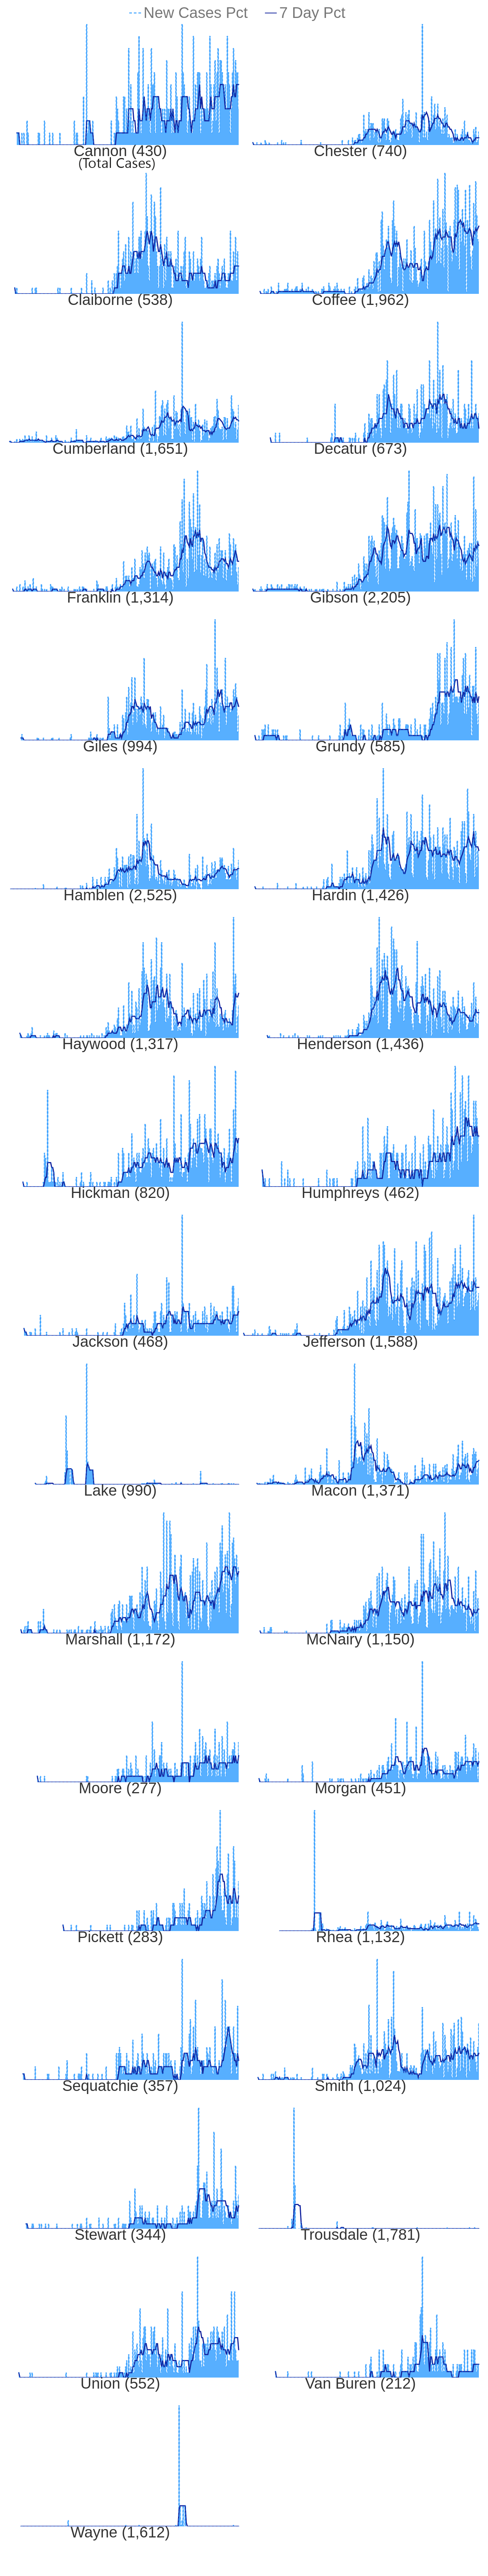 New Cases Pct 7 Day Pct
Cannon (430) Chester (740)
(Total Cases)
Claiborne (538) Coffee (1,962)
Cumberland (1,651) Decatur (673)
Franklin (1,314) Gibson (2,205)
Giles (994) Grundy (585)
Hamblen (2,525) Hardin (1,426)
Haywood (1,317) Henderson (1,436)
Hickman (820) Humphreys (462)
Jackson (468) Jefferson (1,588)
Lake (990) Macon (1,371)
Marshall (1,172) McNairy (1,150)
Moore (277) Morgan (451)
Pickett (283) Rhea (1,132)
Sequatchie (357) Smith (1,024)
Stewart (344) Trousdale (1,781)
Union (552) Van Buren (212)
Wayne (1,612)